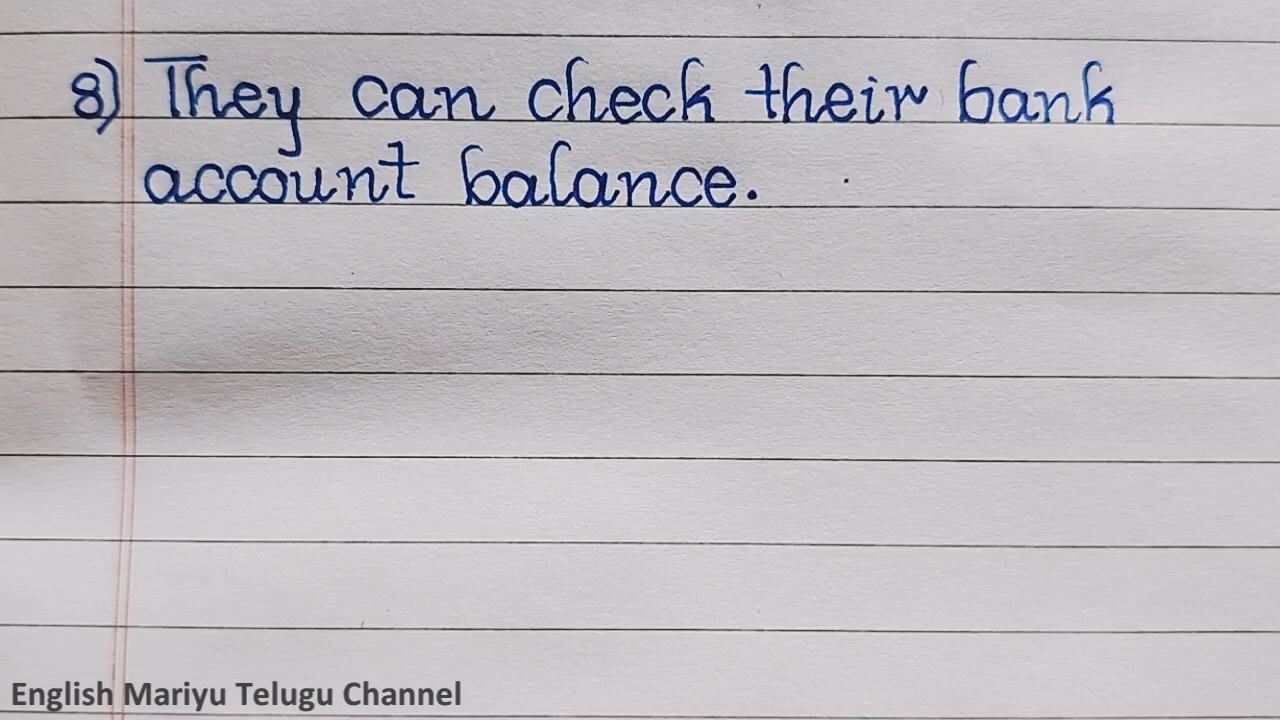 8) They can check their bank
account balance.
English Mariyu Telugu Channel